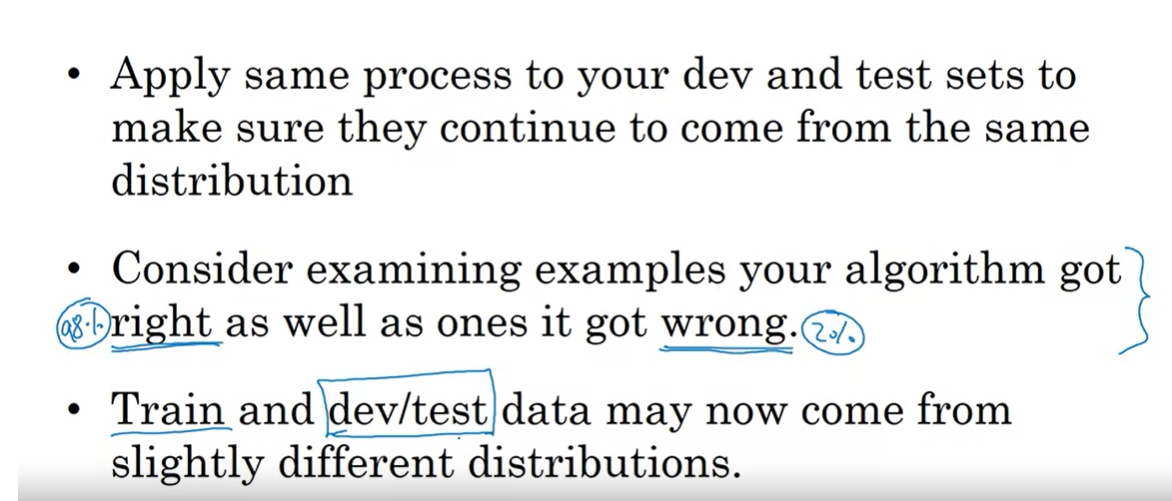 • Apply same process to your dev and test sets to
make sure they continue to come from the same
distribution
• Consider examining examples your algorithm got
98% right as well as ones it got wrong. 2%
• Train and dev/test data may now come from
slightly different distributions.